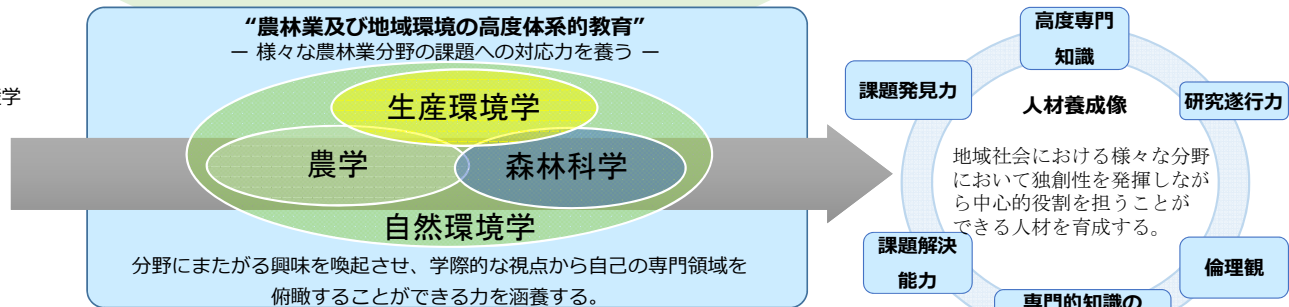 “農林業及び地域環境の高度体系的教育”
― 様々な農林業分野の課題への対応力を養う ―
学
生産環境学
農学
森林科学
自然環境学
分野にまたがる興味を喚起させ、学際的な視点から自己の専門領域を
俯瞰することができる力を涵養する。
高度専門
知識
課題発見力
人材養成像
研究遂行力
地域社会における様々な分野
において独創性を発揮しなが
ら中心的役割を担うことが
できる人材を育成する。
課題解決
能力
倫理観
専門的知識の